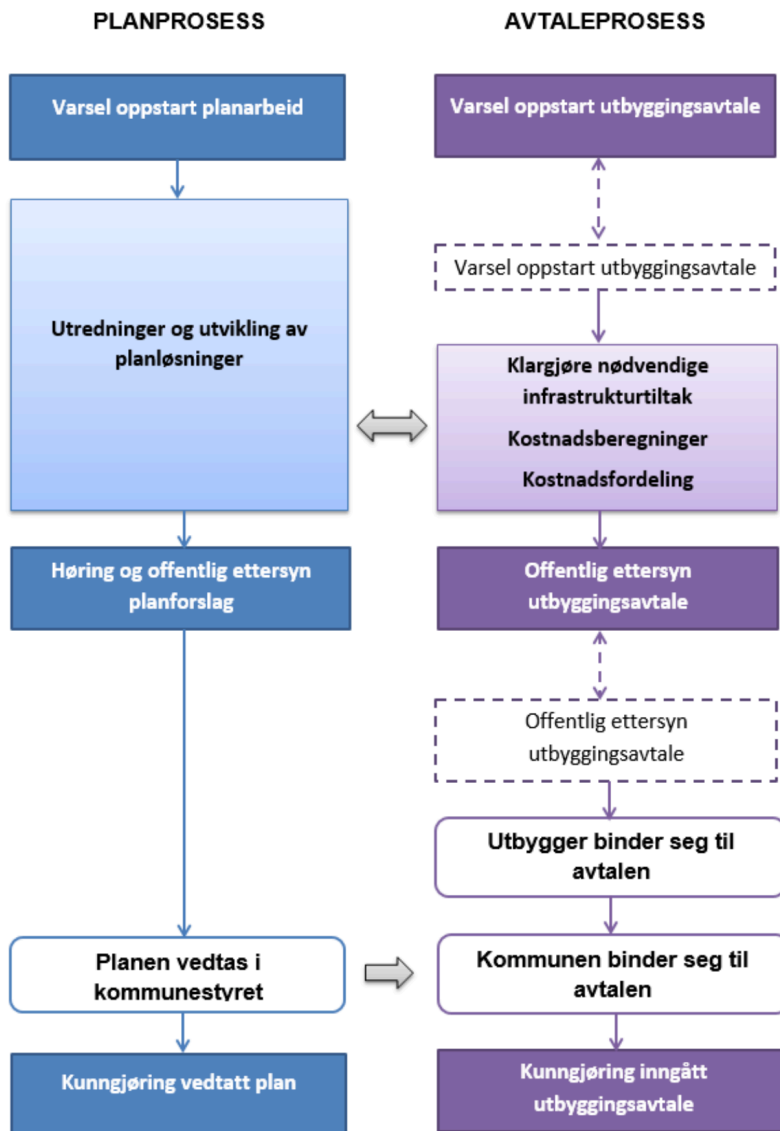 PLANPROSESS
AVTALEPROSESS
Varsel oppstart planarbeid
Varsel oppstart utbyggingsavtale
Varsel oppstart utbyggingsavtale
Utredninger og utvikling av
planløsninger
Klargjøre nødvendige
infrastrukturtiltak
Kostnadsberegninger
Kostnadsfordeling
Høring og offentlig ettersyn
planforslag
Offentlig ettersyn
utbyggingsavtale
Offentlig ettersyn
utbyggingsavtale
Utbygger binder seg til
avtalen
Planen vedtas i
kommunestyret
Kommunen binder seg til
avtalen
Kunngjøring vedtatt plan
Kunngjøring inngått
utbyggingsavtale